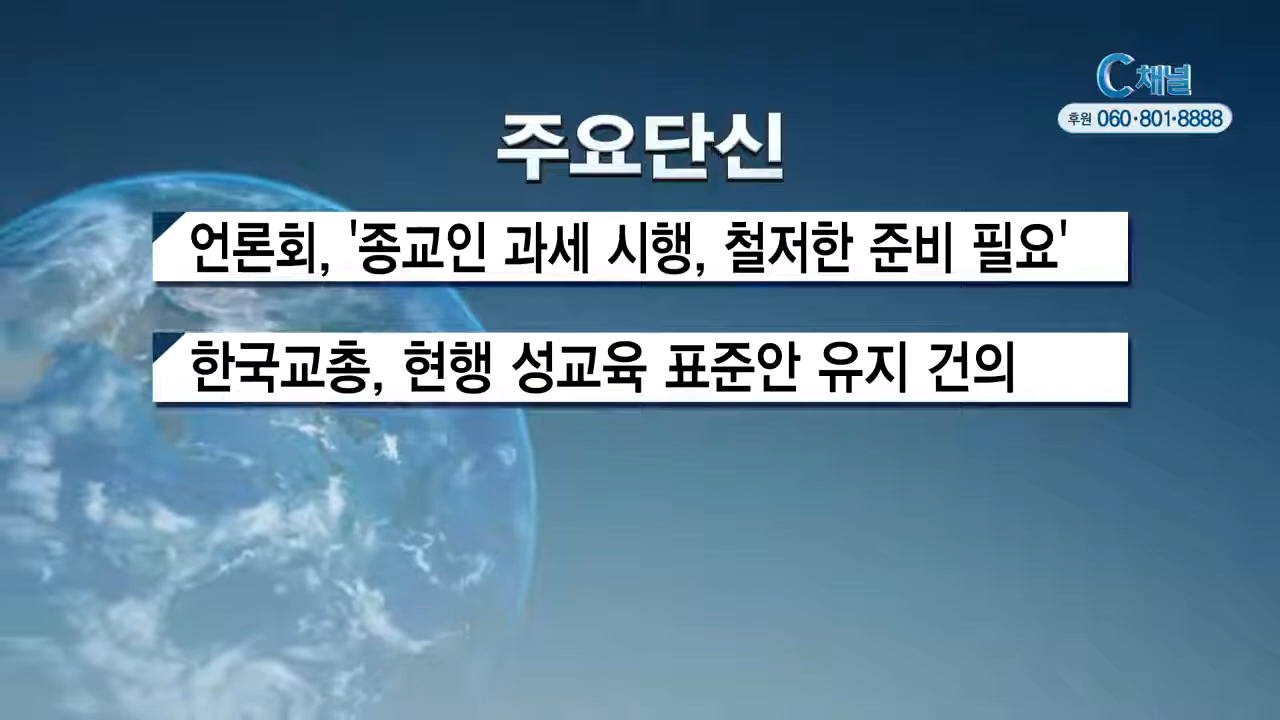 C채널
후원 060·801·8888
주요단신
언론회, '종교인 과세 시행, 철저한 준비 필요'
한국교총, 현행 성교육 표준안 유지 건의